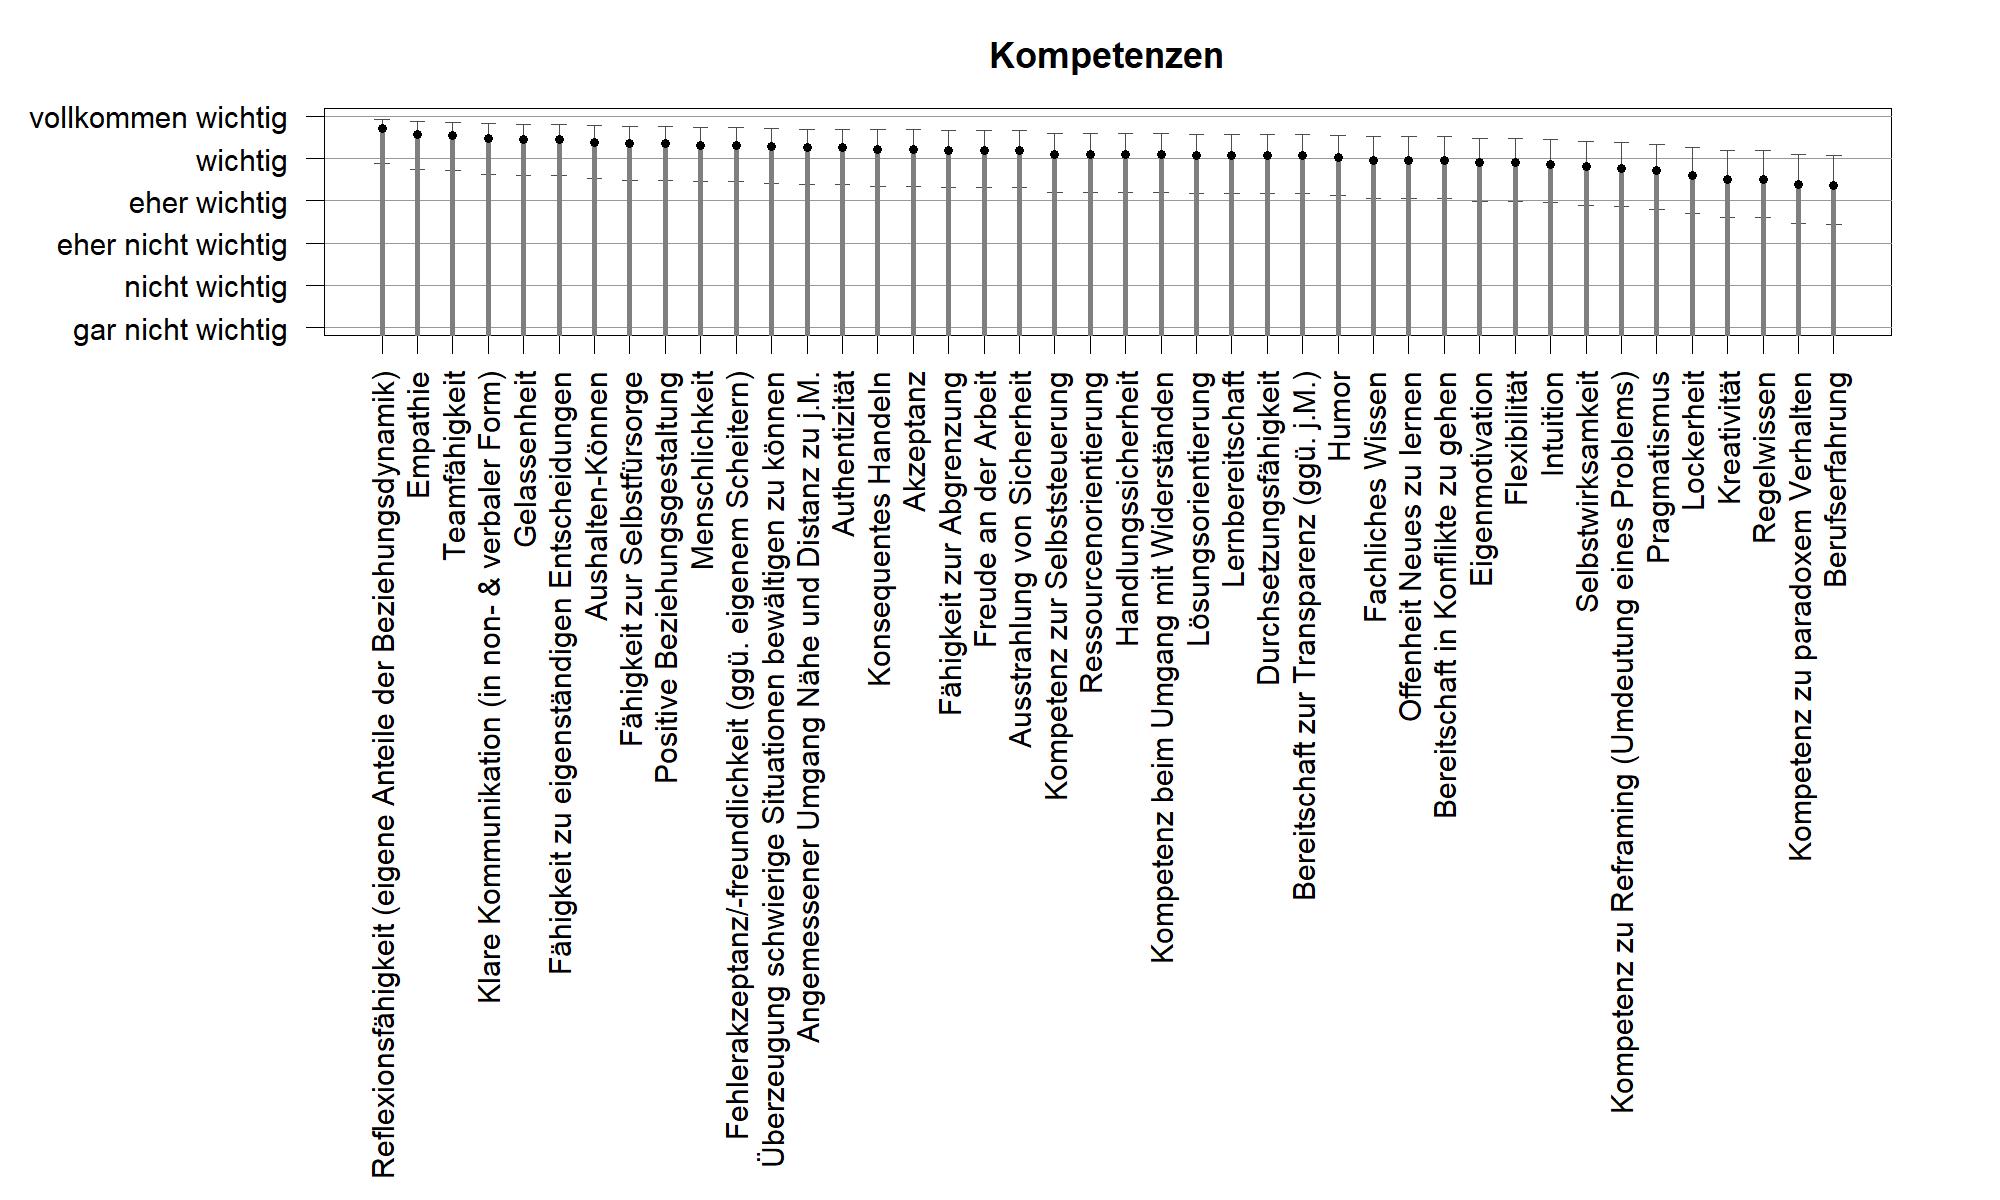 Kompetenzen
vollkommen wichtig
wichtig
eher wichtig
eher nicht wichtig
nicht wichtig
gar nicht wichtig
Reflexionsfähigkeit (eigene Anteile der Beziehungsdynamik)
Empathie
Teamfähigkeit
Klare Kommunikation (in non- & verbaler Form)
Gelassenheit
Fähigkeit zu eigenständigen Entscheidungen
Aushalten-Können
Fähigkeit zur Selbstfürsorge
Positive Beziehungsgestaltung
Menschlichkeit
Fehlerakzeptanz/-freundlichkeit (ggü. eigenem Scheitern)
Überzeugung schwierige Situationen bewältigen zu können
Angemessener Umgang Nähe und Distanz zu j.M.
Authentizität
Konsequentes Handeln
Akzeptanz
Fähigkeit zur Abgrenzung
Freude an der Arbeit
Ausstrahlung von Sicherheit
Kompetenz zur Selbststeuerung
Ressourcenorientierung
Handlungssicherheit
Kompetenz beim Umgang mit Widerständen
Lösungsorientierung
Lernbereitschaft
Durchsetzungsfähigkeit
Bereitschaft zur Transparenz (ggü. j.M.)
Humor
Fachliches Wissen
Offenheit Neues zu lernen
Bereitschaft in Konflikte zu gehen
Eigenmotivation
Flexibilität
Intuition
Selbstwirksamkeit
Kompetenz zu Reframing (Umdeutung eines Problems)
Pragmatismus
Lockerheit
Kreativität
Regelwissen
Kompetenz zu paradoxem Verhalten
Berufserfahrung